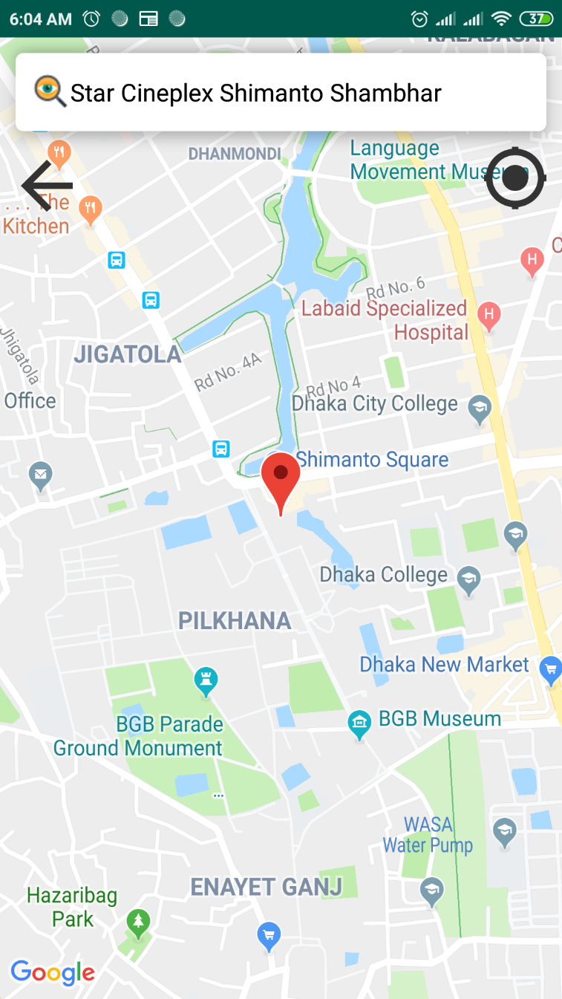 6:04 AM
37
KALABAGAN
Star Cineplex Shimanto Shambhar
DHANMONDI
Language
Movement Museum
... The
Kitchen
Rd No. 6
Labaid Specialized
Hospital
JIGATOLA
Jhigatola
Rd No. 4A
Rd No 4
Office
Dhaka City College
Shimanto Square
Dhaka College
PILKHANA
Dhaka New Market
BGB Parade
Ground Monument
BGB Museum
...
WASA
Water Pump
ENAYET GANJ
Hazaribag
Park
Google